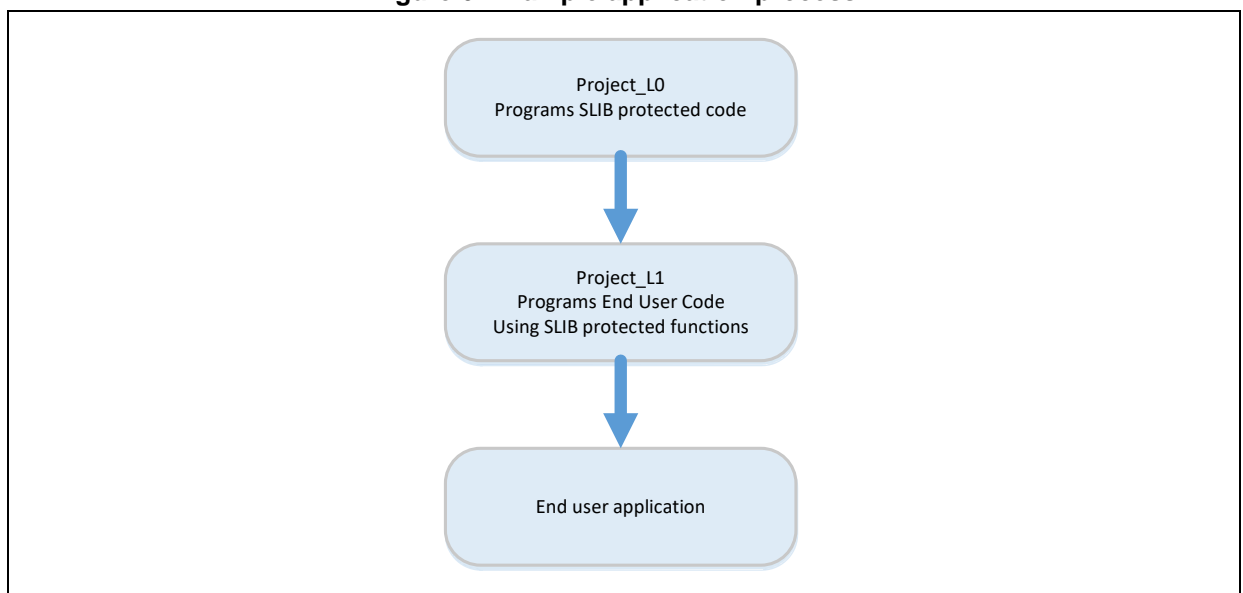 Project_L0
Programs SLIB protected code
Project_L1
Programs End User Code
Using SLIB protected functions
End user application